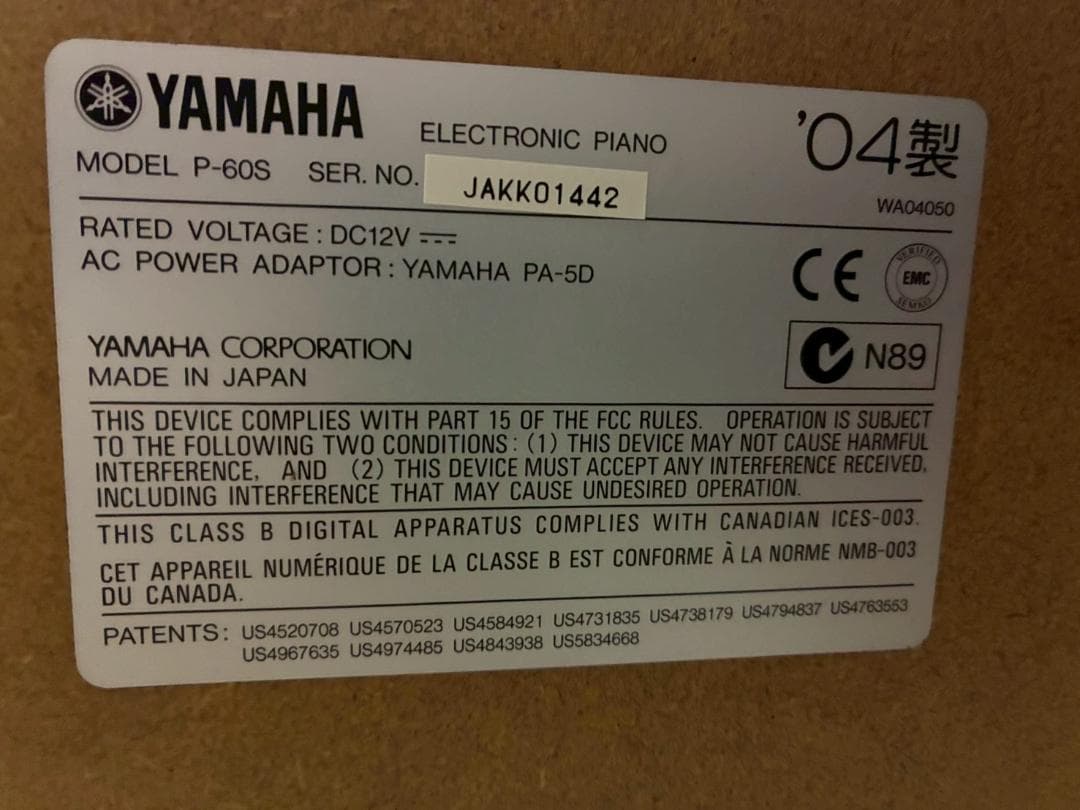 YAMAHA
ELECTRONIC PIANO
'04製
MODEL P-60S SER. NO. JAKK01442
WA04050
RATED VOLTAGE : DC12V
AC POWER ADAPTOR : YAMAHA PA-5D
CE
VERIFIED
EMC
SEMKO
N89
YAMAHA CORPORATION
MADE IN JAPAN
THIS DEVICE COMPLIES WITH PART 15 OF THE FCC RULES. OPERATION IS SUBJECT
TO THE FOLLOWING TWO CONDITIONS : (1) THIS DEVICE MAY NOT CAUSE HARMFUL
INTERFERENCE, AND (2) THIS DEVICE MUST ACCEPT ANY INTERFERENCE RECEIVED,
INCLUDING INTERFERENCE THAT MAY CAUSE UNDESIRED OPERATION.
THIS CLASS B DIGITAL APPARATUS COMPLIES WITH CANADIAN ICES-003.
CET APPAREIL NUMÉRIQUE DE LA CLASSE B EST CONFORME À LA NORME NMB-003
DU CANADA.
PATENTS : US4520708 US4570523 US4584921 US4731835 US4738179 US4794837 US4763553
US4967635 US4974485 US4843938 US5834668